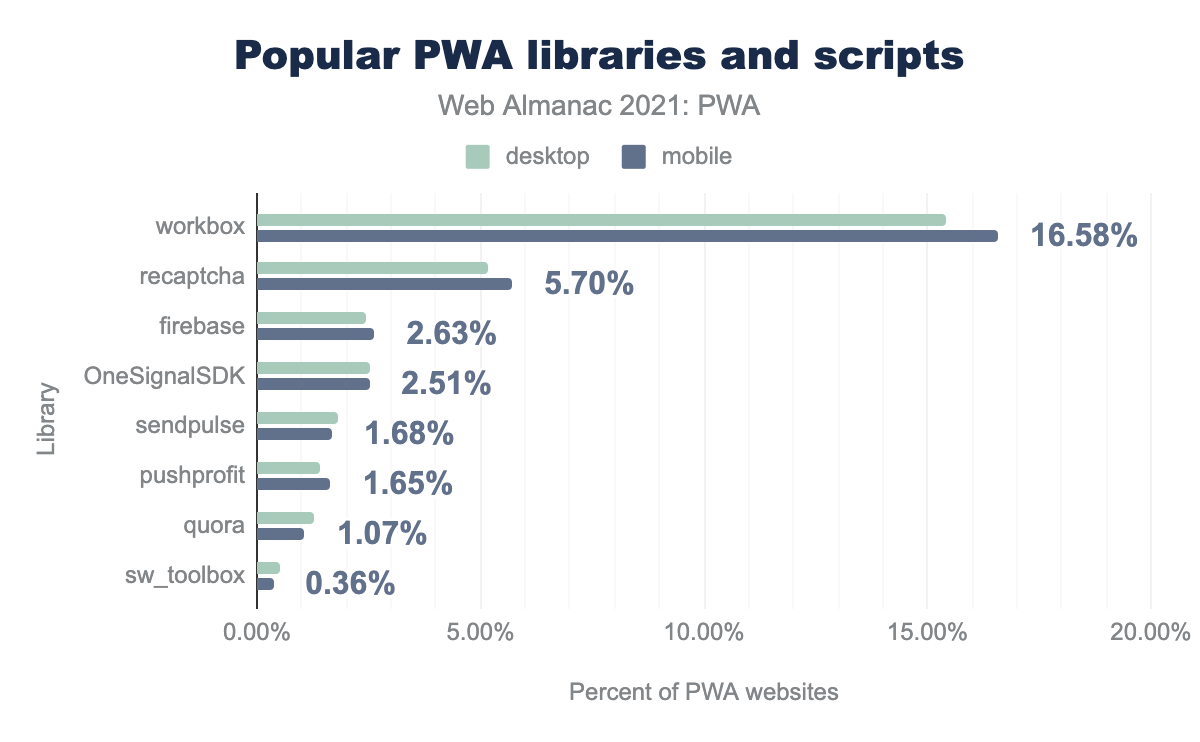 Popular PWA libraries and scripts
Web Almanac 2021: PWA
desktop mobile
workbox 16.58%
recaptcha 5.70%
firebase 2.63%
OneSignalSDK 2.51%
sendpulse 1.68%
pushprofit 1.65%
quora 1.07%
sw_toolbox 0.36%
Library
0.00% 5.00% 10.00% 15.00% 20.00%
Percent of PWA websites